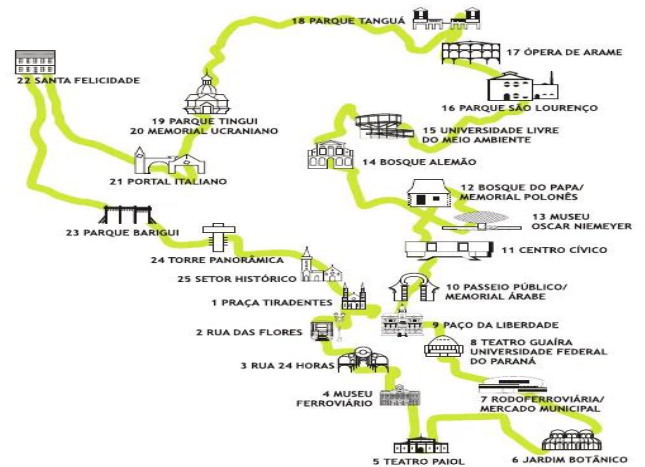 18 PARQUE TANGUÁ
17 ÓPERA DE ARAME
22 SANTA FELICIDADE
16 PARQUE SÃO LOURENÇO
19 PARQUE TINGUI
20 MEMORIAL UCRANIANO
15 UNIVERSIDADE LIVRE
DO MEIO AMBIENTE
14 BOSQUE ALEMÃO
21 PORTAL ITALIANO
12 BOSQUE DO PAPA/
MEMORIAL POLONÊS
13 MUSEU
OSCAR NIEMEYER
23 PARQUE BARIGUI
11 CENTRO CÍVICO
24 TORRE PANORÂMICA
25 SETOR HISTÓRICO
10 PASSEIO PÚBLICO/
MEMORIAL ÁRABE
1 PRAÇA TIRADENTES
9 PAÇO DA LIBERDADE
2 RUA DAS FLORES
8 TEATRO GUAÍRA
UNIVERSIDADE FEDERAL
DO PARANÁ
3 RUA 24 HORAS
4 MUSEU
FERROVIÁRIO
7 RODOFERROVIÁRIA/
MERCADO MUNICIPAL
5 TEATRO PAIOL
6 JARDIM BOTÂNICO